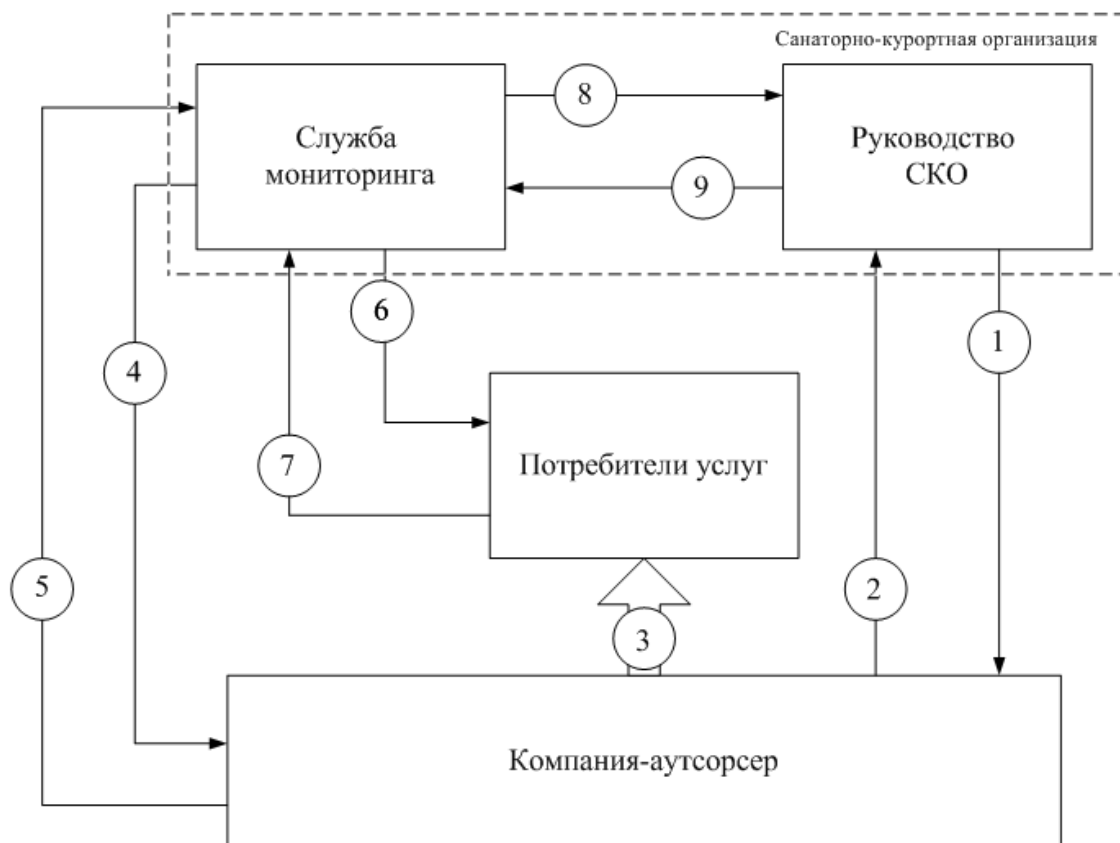 Санаторно-курортная организация
Служба
мониторинга
8
Руководство
СКО
9
6
1
4
7
Потребители услуг
5
2
3
Компания-аутсорсер